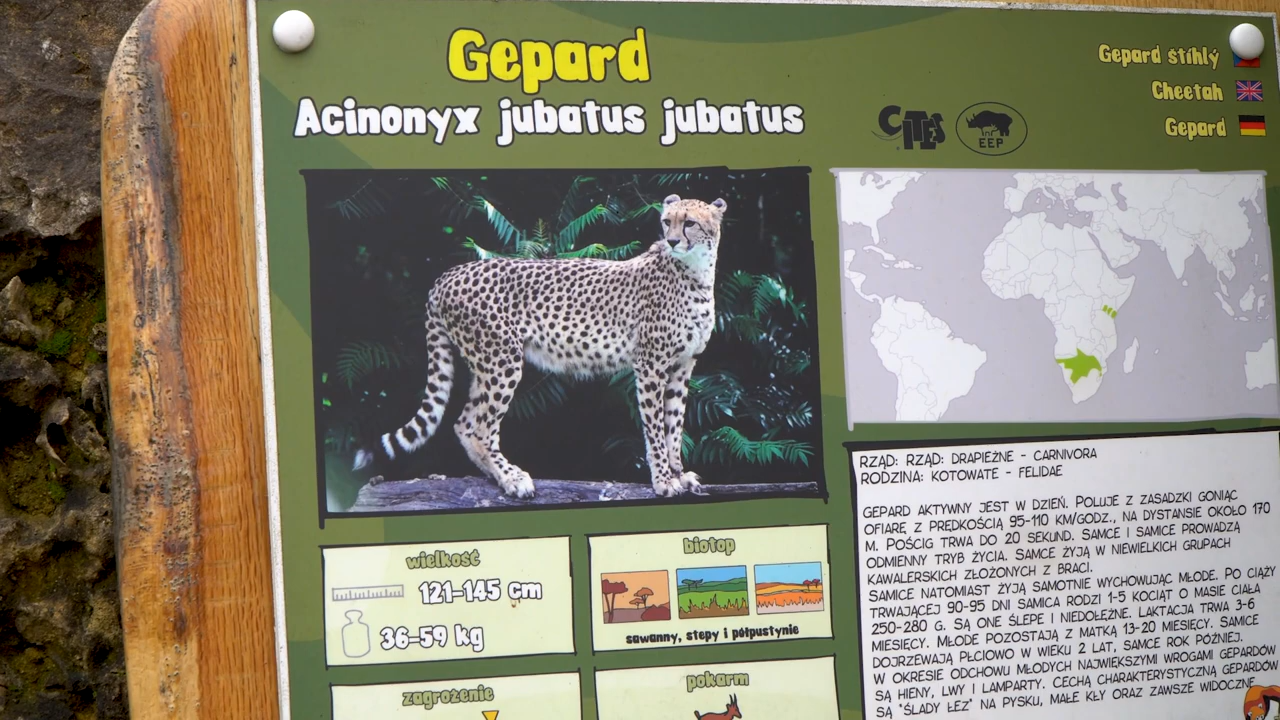 Gepard
Acinonyx jubatus jubatus
CITES
EEP
Gepard štíhlý
Cheetah
Gepard
wielkość
121-145 cm
36-59 kg
biotop
sawanny, stepy i półpustynie
zagrożenie
pokarm
RZĄD: RZĄD: DRAPIEŻNE - CARNIVORA
RODZINA: KOTOWATE - FELIDAE
GEPARD AKTYWNY JEST W DZIEŃ. POLUJE Z ZASADZKI GONIĄC
OFIARĘ Z PRĘDKOŚCIĄ 95-110 KM/GODZ., NA DYSTANSIE OKOŁO 170
M. POŚCIG TRWA DO 20 SEKUND. SAMCE I SAMICE PROWADZĄ
ODMIENNY TRYB ŻYCIA. SAMCE ŻYJĄ W NIEWIELKICH GRUPACH
KAWALERSKICH ZŁOŻONYCH Z BRACI.
SAMICE NATOMIAST ŻYJĄ SAMOTNIE WYCHOWUJĄC MŁODE. PO CIĄŻY
TRWAJĄCEJ 90-95 DNI SAMICA RODZI 1-5 KOCIĄT O MASIE CIAŁA
250-280 G. SĄ ONE ŚLEPE I NIEDOŁĘŻNE. LAKTACJA TRWA 3-6
MIESIĘCY. MŁODE POZOSTAJĄ Z MATKĄ 13-20 MIESIĘCY. SAMICE
DOJRZEWAJĄ PŁCIOWO W WIEKU 2 LAT, SAMCE ROK PÓŹNIEJ.
W OKRESIE ODCHOWU MŁODYCH NAJWIĘKSZYMI WROGAMI GEPARDÓW
SĄ HIENY, LWY I LAMPARTY. CECHĄ CHARAKTERYSTYCZNĄ GEPARDÓW
SĄ "ŚLADY ŁEZ" NA PYSKU, MAŁE KŁY ORAZ ZAWSZE WIDOCZNE